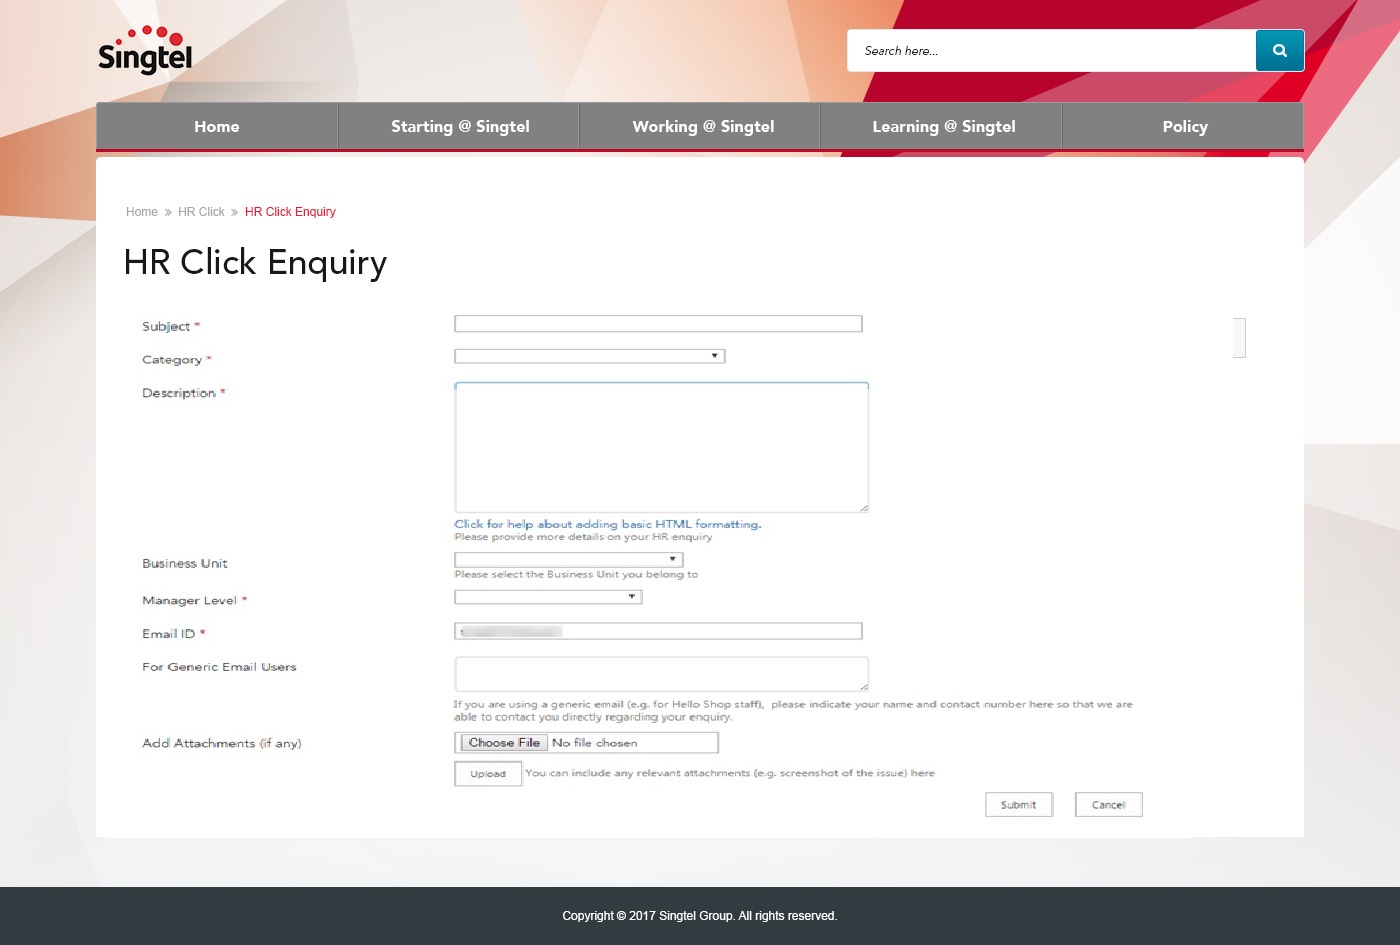 Singtel
Search here...
Home
Starting @ Singtel
Working @ Singtel
Learning @ Singtel
Policy
Home » HR Click » HR Click Enquiry
HR Click Enquiry
Subject *
Category *
Description *
Click for help about adding basic HTML formatting.
Please provide more details on your HR enquiry
Business Unit
Please select the Business Unit you belong to
Manager Level *
Email ID *
For Generic Email Users
If you are using a generic email (e.g. for Hello Shop staff), please indicate your name and contact number here so that we are
able to contact you directly regarding your enquiry.
Add Attachments (if any)
Choose File No file chosen
Upload You can include any relevant attachments (e.g. screenshot of the issue) here
Submit
Cancel
Copyright © 2017 Singtel Group. All rights reserved.